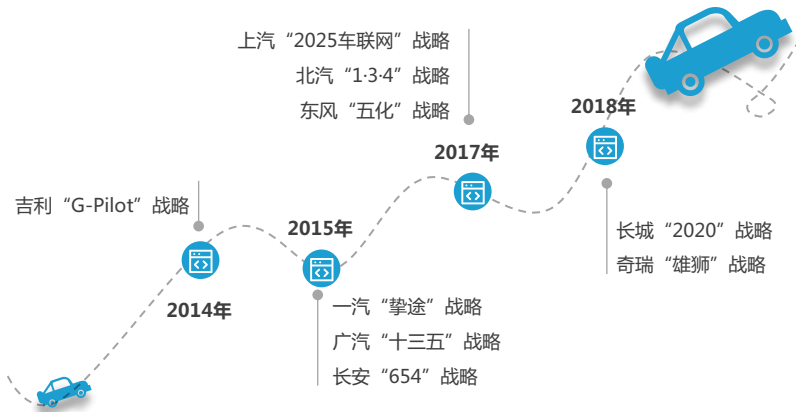 吉利“G-Pilot”战略
2014年
2015年
一汽“挚途”战略
广汽“十三五”战略
长安“654”战略
上汽“2025车联网”战略
北汽“1·3·4”战略
东风“五化”战略
2017年
2018年
长城“2020”战略
奇瑞“雄狮”战略